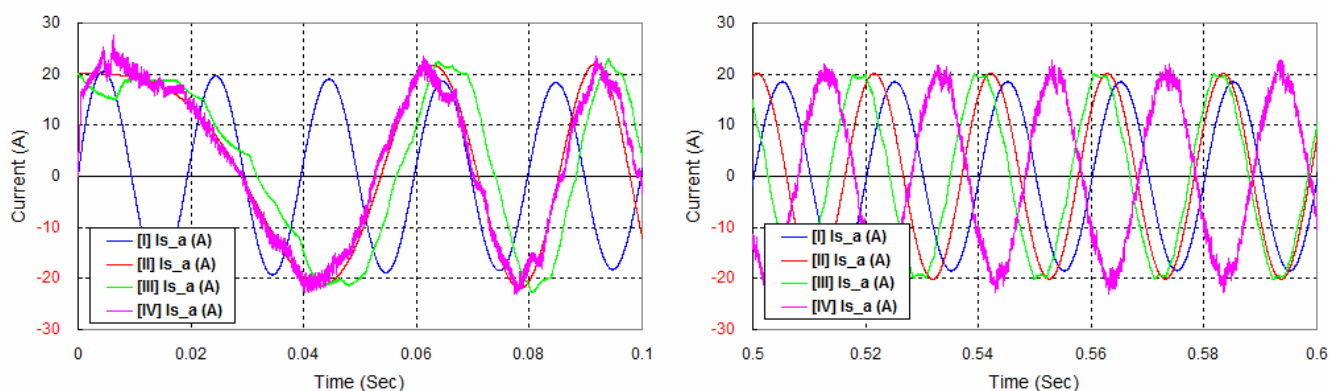 30
20
10
0
-10
-20
-30
Current (A)
[I] Is_a (A)
[II] Is_a (A)
[III] Is_a (A)
[IV] Is_a (A)
0 0.02 0.04 0.06 0.08 0.1
Time (Sec)
30
20
10
0
-10
-20
-30
Current (A)
[I] Is_a (A)
[II] Is_a (A)
[III] Is_a (A)
[IV] Is_a (A)
0.5 0.52 0.54 0.56 0.58 0.6
Time (Sec)